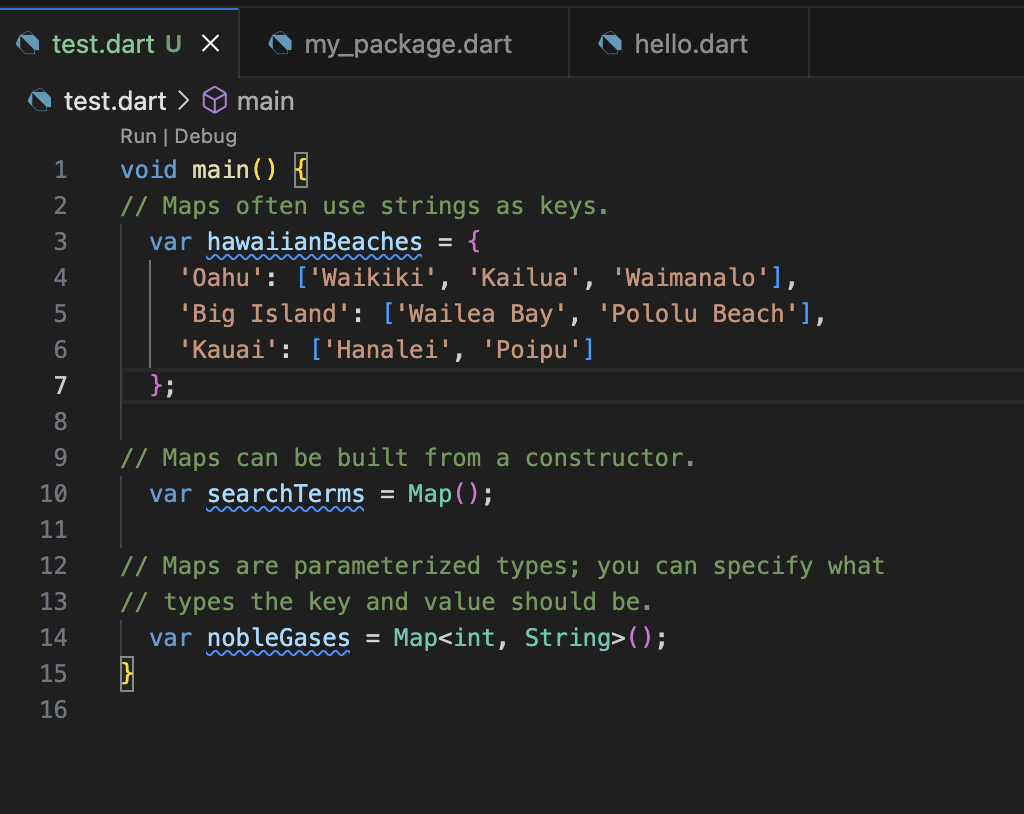 test.dart U my_package.dart hello.dart
test.dart > main
Run | Debug
1 void main() {
2 // Maps often use strings as keys.
3 var hawaiianBeaches = {
4 'Oahu': ['Waikiki', 'Kailua', 'Waimanalo'],
5 'Big Island': ['Wailea Bay', 'Pololu Beach'],
6 'Kauai': ['Hanalei', 'Poipu']
7 };
8
9 // Maps can be built from a constructor.
10 var searchTerms = Map();
11
12 // Maps are parameterized types; you can specify what
13 // types the key and value should be.
14 var nobleGases = Map<int, String>();
15 }
16